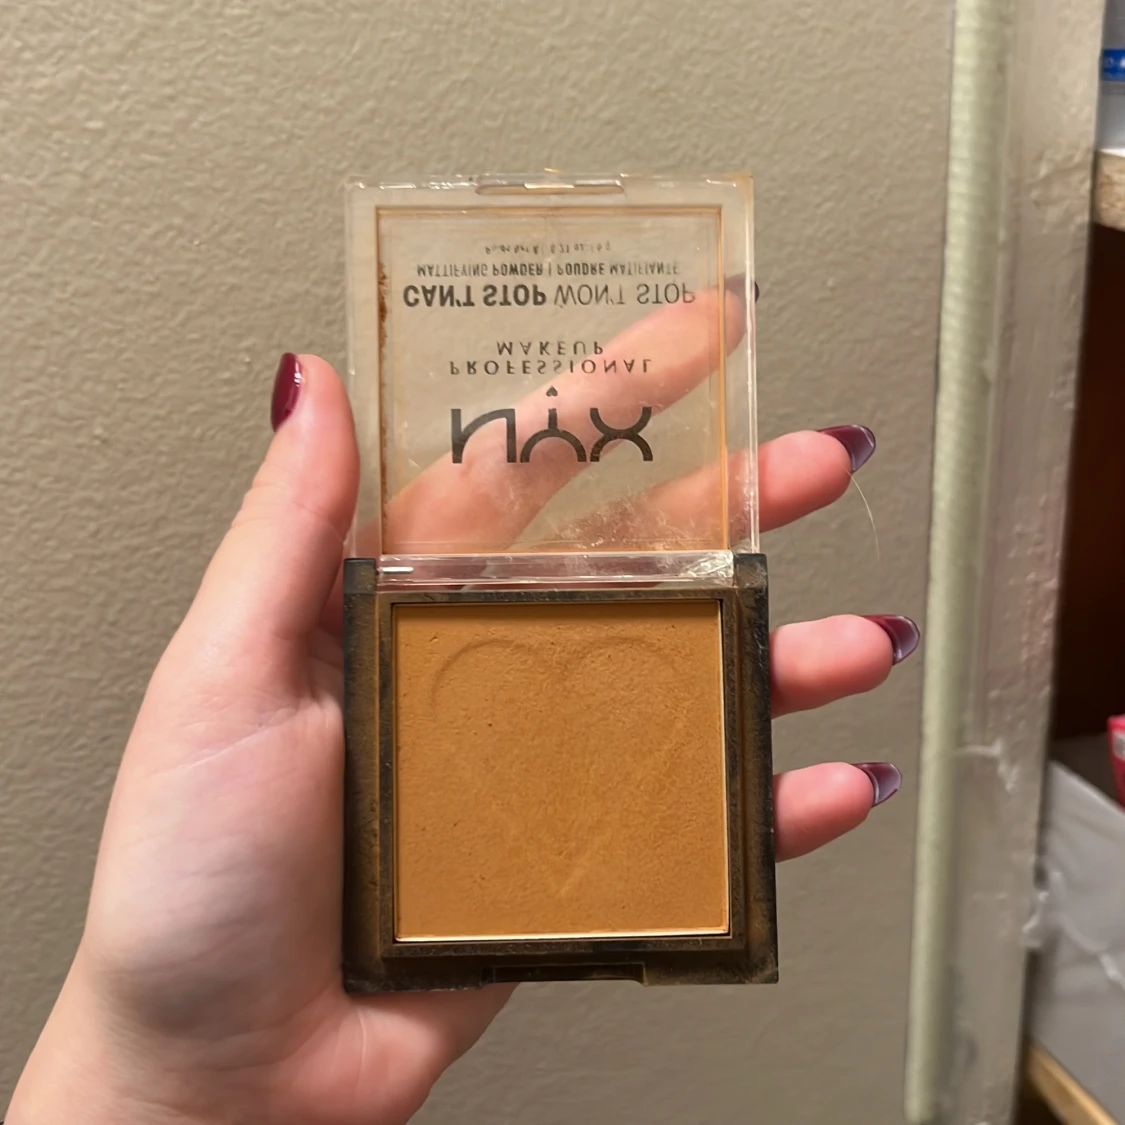 NYX
PROFESSIONAL
MAKEUP
CAN'T STOP WON'T STOP
MATTIFYING POWDER | POUDRE MATIFIANTE